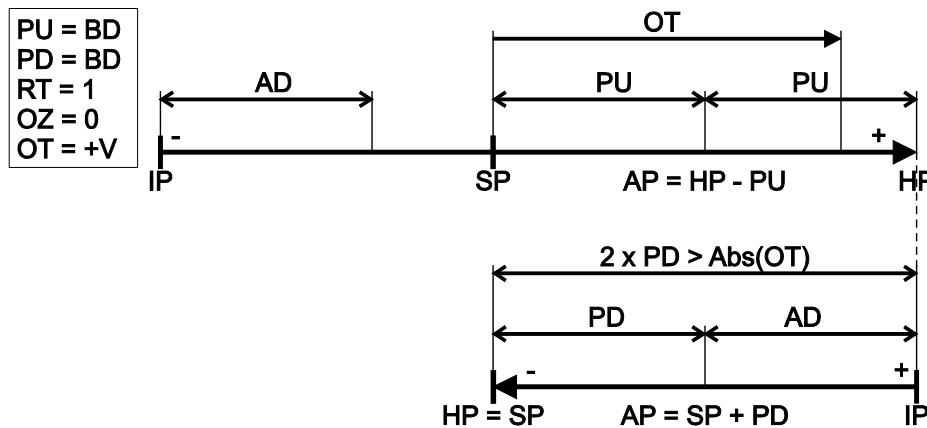 PU = BD
PD = BD
RT = 1
OZ = 0
OT = +V
OT
AD
PU
PU
-
+
IP
SP
AP = HP - PU
HP
2 x PD > Abs(OT)
PD
AD
-
+
HP = SP
AP = SP + PD
IP